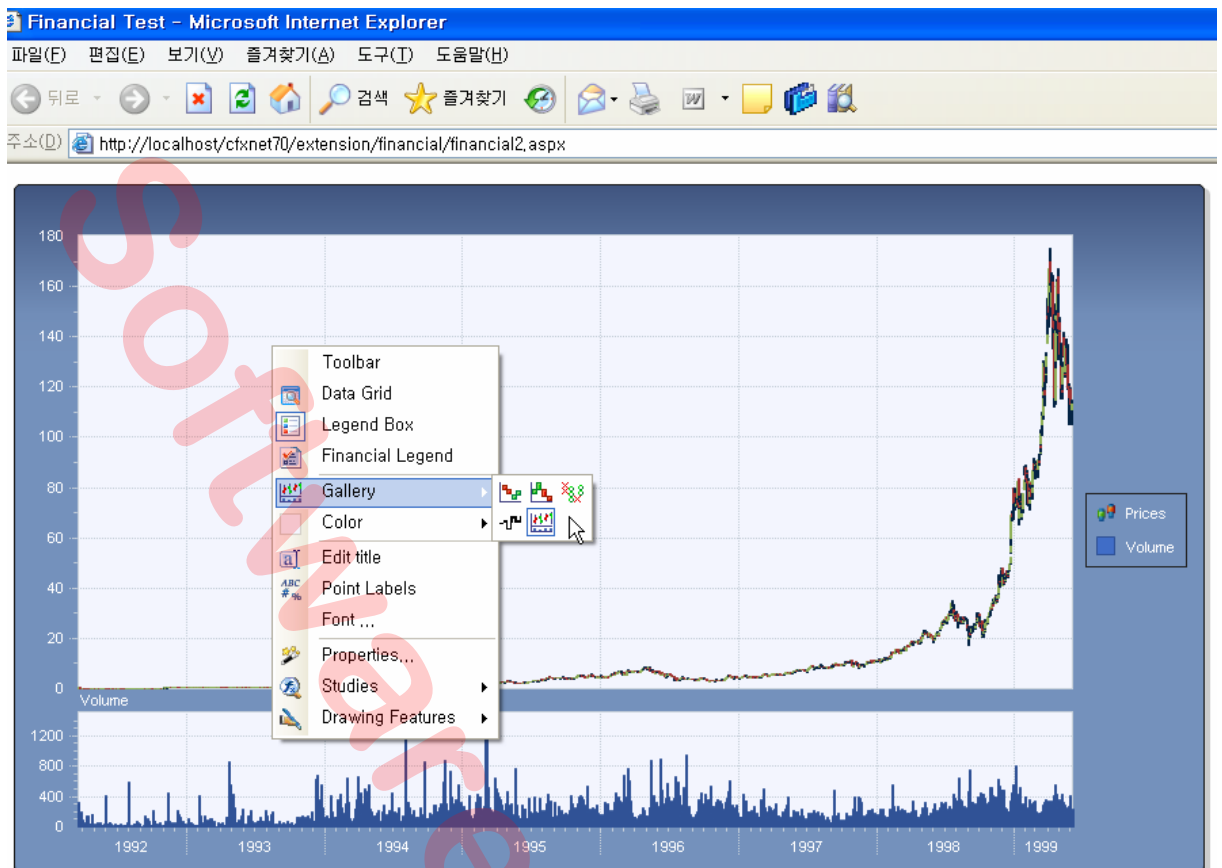 Financial Test - Microsoft Internet Explorer
파일(F) 편집(E) 보기(V) 즐겨찾기(A) 도구(T) 도움말(H)
뒤로 검색 즐겨찾기
주소(D) http://localhost/cfxnet70/extension/financial/financial2.aspx
180
160
140
120
100
80
60
40
20
0
Toolbar
Data Grid
Legend Box
Financial Legend
Gallery
Color
Edit title
Point Labels
Font ...
Properties...
Studies
Drawing Features
Prices
Volume
Volume
1200
800
400
0
1992 1993 1994 1995 1996 1997 1998 1999
Software